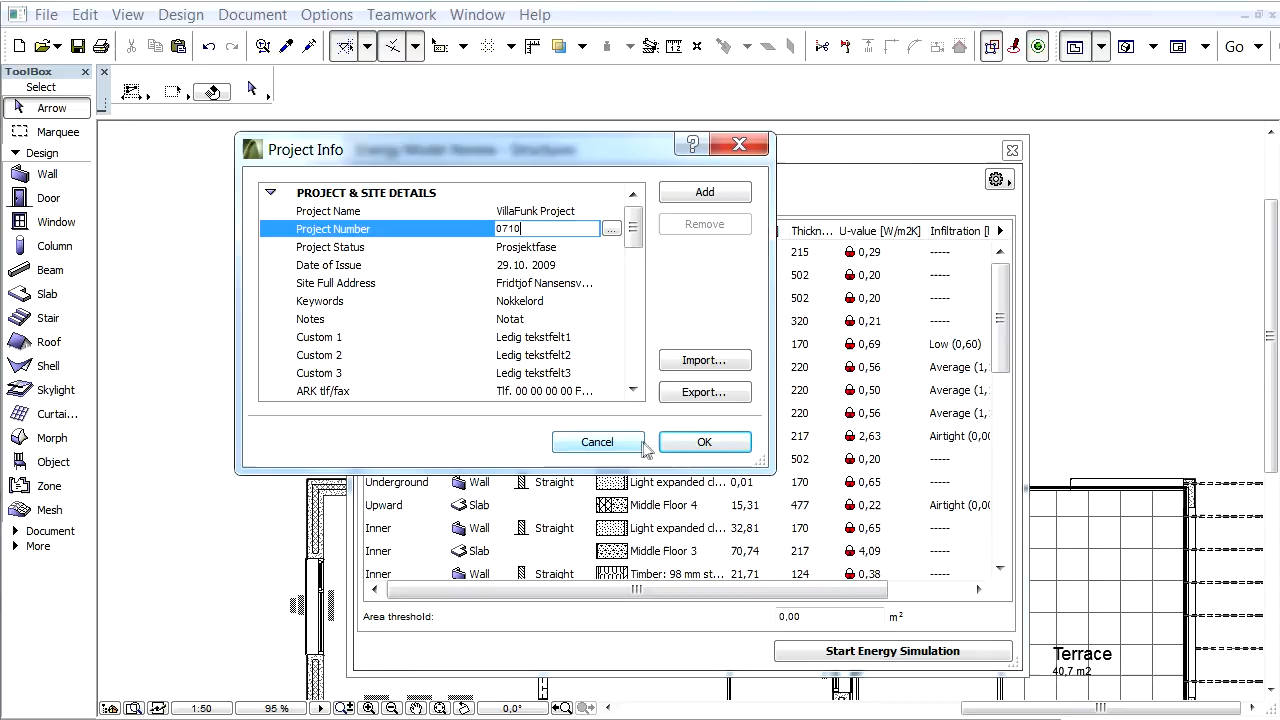 File Edit View Design Document Options Teamwork Window Help
Go
ToolBox
Select
Arrow
Marquee
Design
Wall
Door
Window
Column
Beam
Slab
Stair
Roof
Shell
Skylight
Curtai...
Morph
Object
Zone
Mesh
Document
More
Project Info
Energy Model Review - Structures
PROJECT & SITE DETAILS
Project Name VillaFunk Project
Project Number 0710 ...
Project Status Prosjektfase
Date of Issue 29.10. 2009
Site Full Address Fridtjof Nansensv...
Keywords Nokkelord
Notes Notat
Custom 1 Ledig tekstfelt1
Custom 2 Ledig tekstfelt2
Custom 3 Ledig tekstfelt3
ARK tlf/fax Tlf. 00 00 00 00 F...
Add
Remove
Import...
Export...
Cancel OK
Thickn... U-value [W/m2K] Infiltration [
215 0,29 -----
502 0,20 -----
502 0,20 -----
320 0,21 -----
170 0,69 Low (0,60)
220 0,56 Average (1,
220 0,50 Average (1,
220 0,56 Average (1,
217 2,63 Airtight (0,00
502 0,20 -----
Underground Wall Straight Light expanded c... 0,01 170 0,65 -----
Upward Slab Middle Floor 4 15,31 477 0,22 Airtight (0,00
Inner Wall Straight Light expanded cl... 32,81 170 0,65 -----
Inner Slab Middle Floor 3 70,74 217 4,09 -----
Inner Wall Straight Timber: 98 mm st... 21,71 124 0,38 -----
Area threshold: 0,00 m2
Start Energy Simulation
Terrace
40,7 m2
1:50 95 % 0,0°